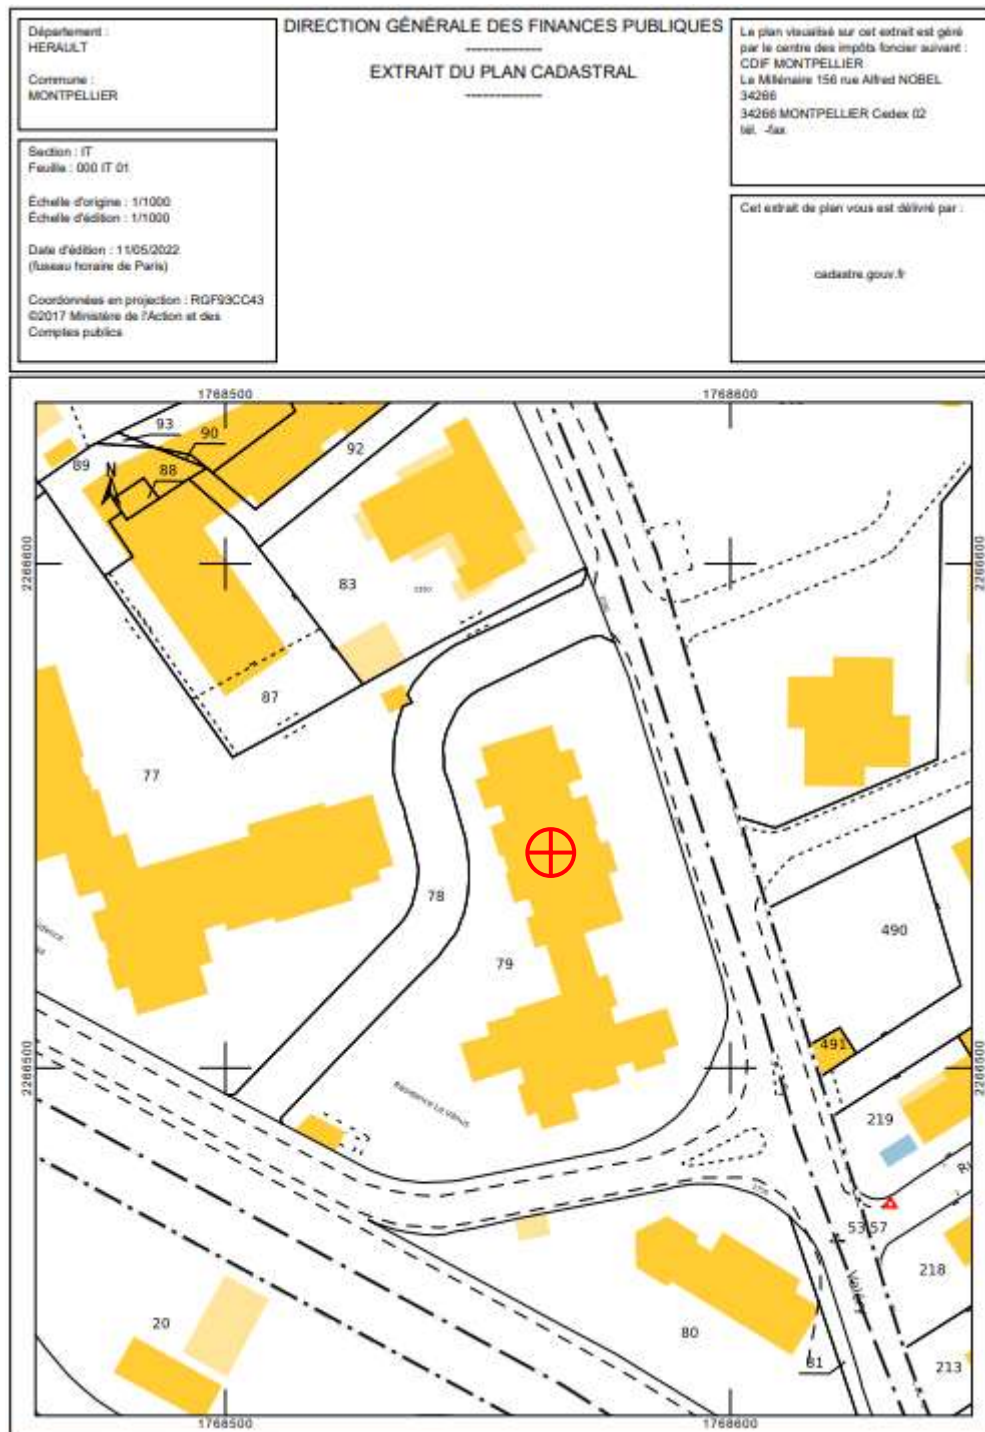 Département :
HERAULT
Commune :
MONTPELLIER
Section : IT
Feuille : 000 IT 01
Échelle d'origine : 1/1000
Échelle d'édition : 1/1000
Date d'édition : 11/05/2022
(fuseau horaire de Paris)
Coordonnées en projection : RGF93CC43
©2017 Ministère de l'Action et des
Comptes publics
DIRECTION GÉNÉRALE DES FINANCES PUBLIQUES
-------------
EXTRAIT DU PLAN CADASTRAL
-------------
Le plan visualisé sur cet extrait est géré
par le centre des impôts foncier suivant :
CDIF MONTPELLIER
Le Millénaire 156 rue Alfred NOBEL
34266
34266 MONTPELLIER Cedex 02
tél. -fax
Cet extrait de plan vous est délivré par :
cadastre.gouv.fr
1768500
1768600
93
90
92
89
N
88
2266600
2266600
83
87
77
78
79
490
491
2266500
2266500
Résidence La Vénus
219
53 57
Valéry
218
20
80
81
213
1768500
1768600